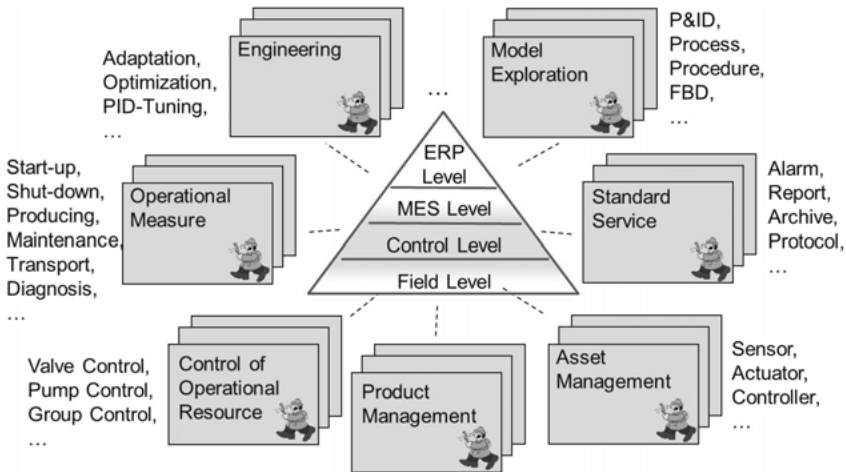 Adaptation,
Optimization,
PID-Tuning,
...
Engineering
...
Model
Exploration
P&ID,
Process,
Procedure,
FBD,
...
Start-up,
Shut-down,
Producing,
Maintenance,
Transport,
Diagnosis,
...
Operational
Measure
ERP
Level
MES Level
Control Level
Field Level
Standard
Service
Alarm,
Report,
Archive,
Protocol,
...
Valve Control,
Pump Control,
Group Control,
...
Control of
Operational
Resource
Product
Management
Asset
Management
Sensor,
Actuator,
Controller,
...